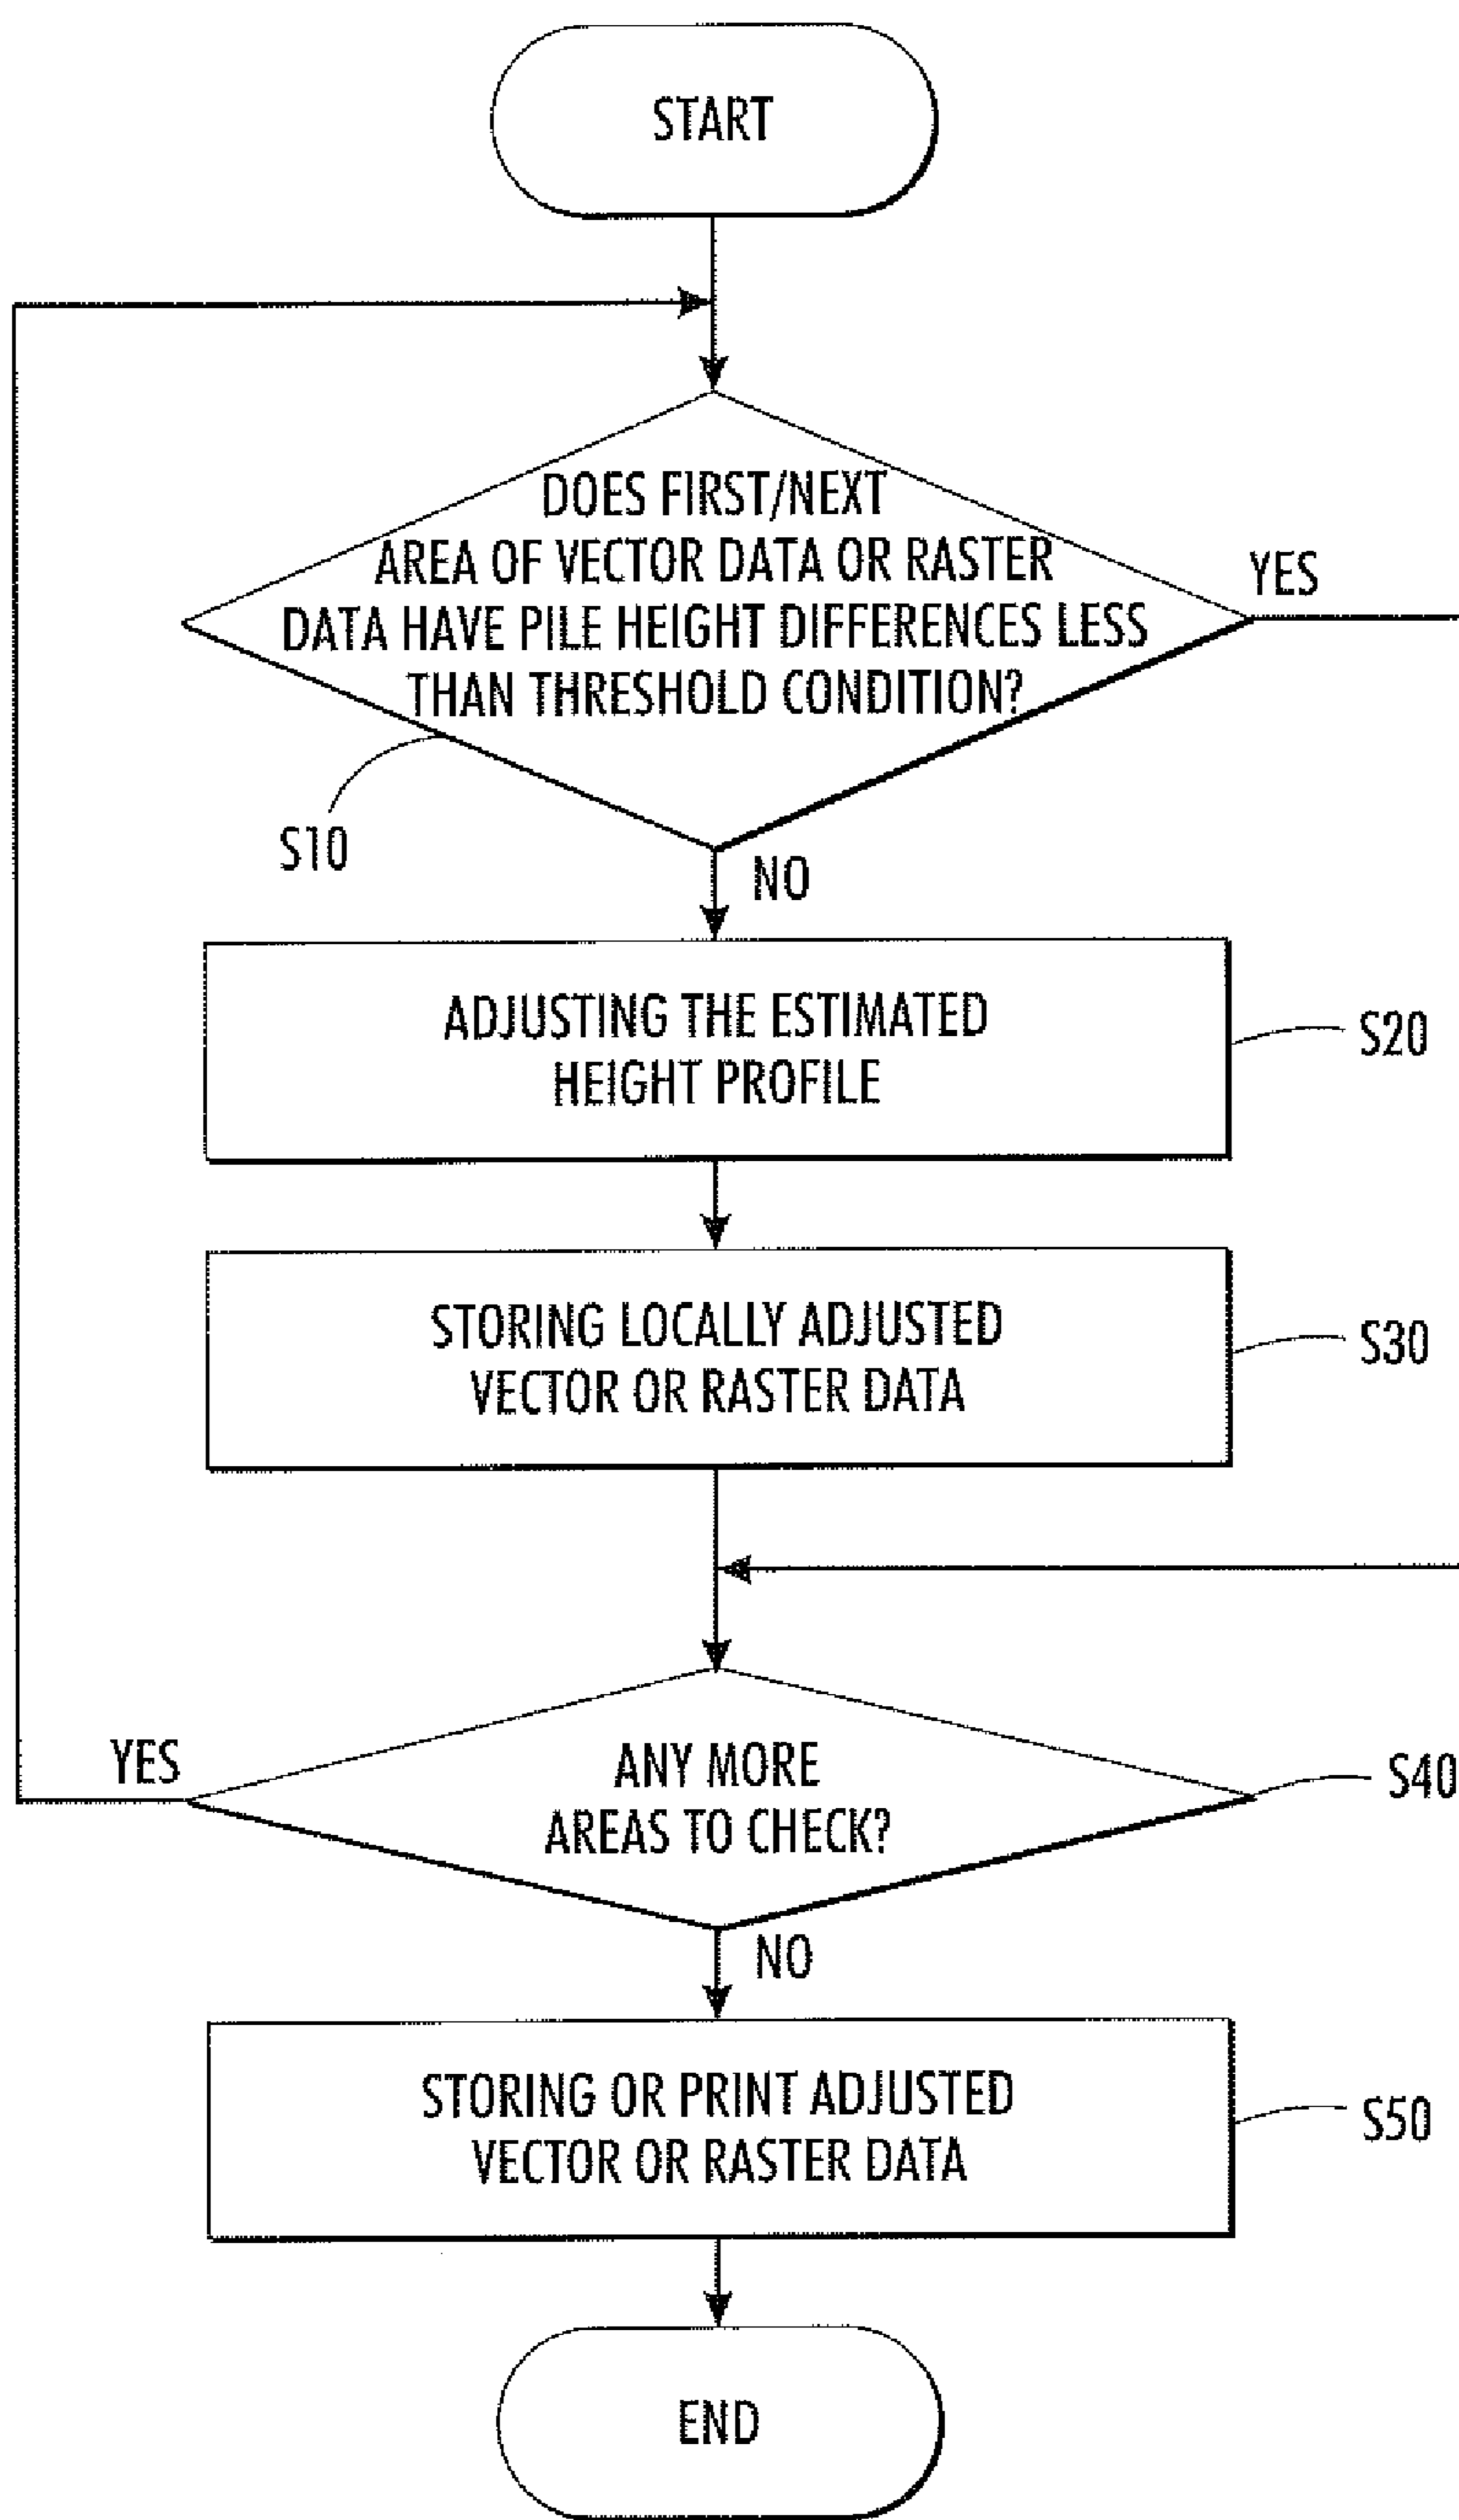 START
DOES FIRST/NEXT
AREA OF VECTOR DATA OR RASTER
DATA HAVE PILE HEIGHT DIFFERENCES LESS
THAN THRESHOLD CONDITION?
YES
S10
NO
ADJUSTING THE ESTIMATED
HEIGHT PROFILE
S20
STORING LOCALLY ADJUSTED
VECTOR OR RASTER DATA
S30
YES
ANY MORE
AREAS TO CHECK?
S40
NO
STORING OR PRINT ADJUSTED
VECTOR OR RASTER DATA
S50
END